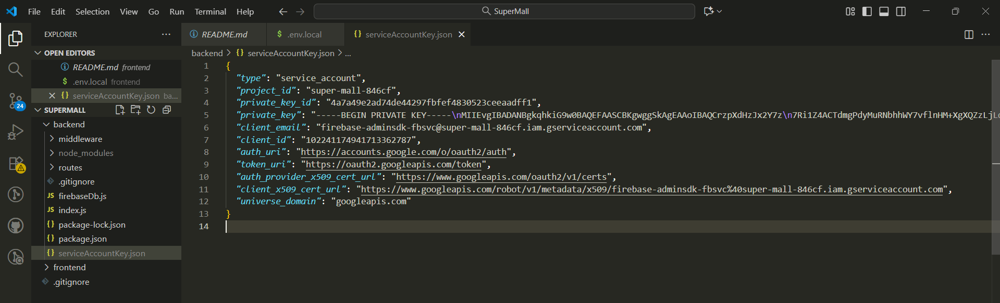 File Edit Selection View Go Run Terminal Help
SuperMall
EXPLORER
README.md
.env.local
serviceAccountKey.json
OPEN EDITORS
README.md frontend
.env.local frontend
serviceAccountKey.json ba...
SUPERMALL
backend
middleware
node_modules
routes
.gitignore
firebaseDb.js
index.js
package-lock.json
package.json
serviceAccountKey.json
frontend
.gitignore
24
backend > serviceAccountKey.json > ...
1 {
2 "type": "service_account",
3 "project_id": "super-mall-846cf",
4 "private_key_id": "4a7a49e2ad74de44297fbfef4830523ceeaadff1",
5 "private_key": "-----BEGIN PRIVATE KEY-----\nMIIEvgIBADANBgkqhkiG9w0BAQEFAASCBKgwggSkAgEAAoIBAQCrzpXdHzJx2Y7z\n7Ri1Z4ACTdmgPdyMuRNbhhWY7vflnHM+XgXQZzLjL
6 "client_email": "firebase-adminsdk-fbsvc@super-mall-846cf.iam.gserviceaccount.com",
7 "client_id": "102241174941713362787",
8 "auth_uri": "https://accounts.google.com/o/oauth2/auth",
9 "token_uri": "https://oauth2.googleapis.com/token",
10 "auth_provider_x509_cert_url": "https://www.googleapis.com/oauth2/v1/certs",
11 "client_x509_cert_url": "https://www.googleapis.com/robot/v1/metadata/x509/firebase-adminsdk-fbsvc%40super-mall-846cf.iam.gserviceaccount.com",
12 "universe_domain": "googleapis.com"
13 }
14